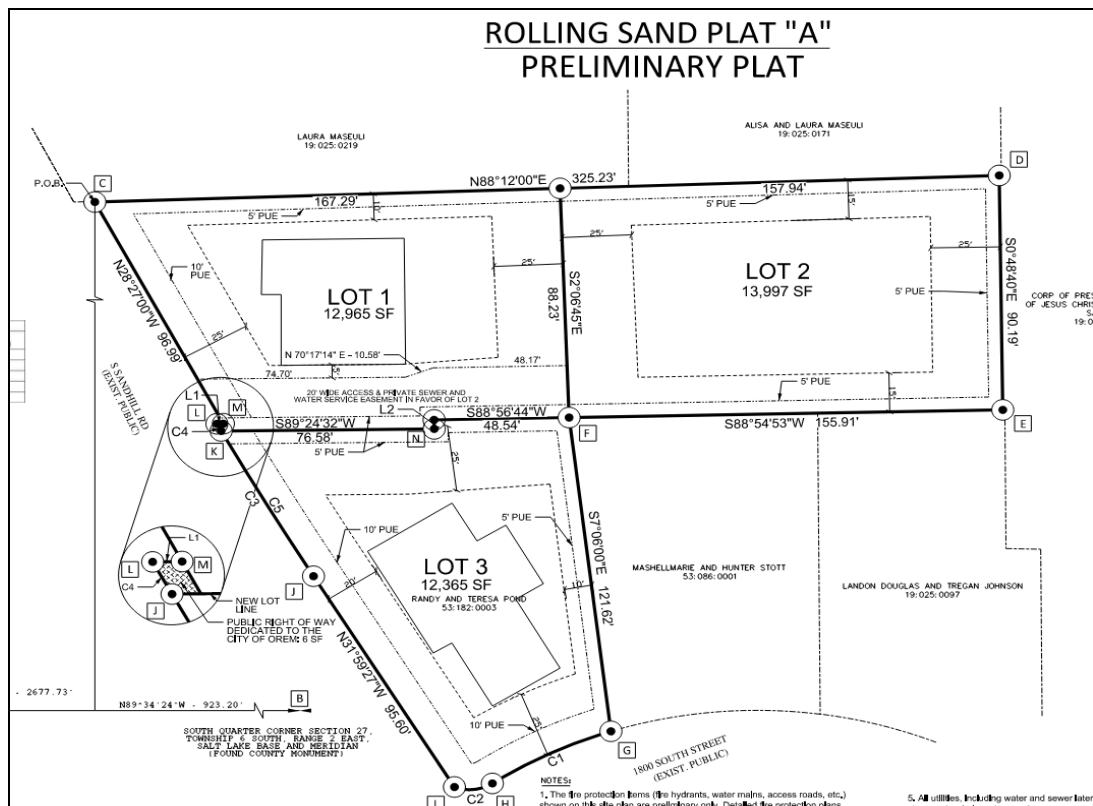 ROLLING SAND PLAT "A"
PRELIMINARY PLAT
ALISA AND LAURA MASEULI
19:025:0171
LAURA MASEULI
19:025:0219
D
C
P.O.B.
N88°12'00"E
325.23'
167.29'
157.94'
10'
15'
5' PUE
5' PUE
25'
25'
25'
10'
PUE
N28°27'00"W 96.99'
25'
LOT 1
12,965 SF
S2°06'45"E
88.23'
LOT 2
13,997 SF
5' PUE
S0°48'40"E 90.19'
CORP OF PRES
OF JESUS CHRIS
19:0
N 70°17'14" E - 10.58'
48.17'
74.70'
5'
5' PUE
15'
S SANDHILL RD
(EXIST. PUBLIC)
20' WIDE ACCESS & PRIVATE SEWER AND
WATER SERVICE EASEMENT IN FAVOR OF LOT 2
L1
L
M
L2
S88°56'44"W
48.54'
C4
S89°24'32"W
76.58'
N
F
S88°54'53"W 155.91'
E
K
5' PUE
25'
C3
C5
5' PUE
10' PUE
S7°06'00"E 121.62'
L1
L
M
C4
J
NEW LOT
LINE
PUBLIC RIGHT OF WAY
DEDICATED TO THE
CITY OF OREM: 6 SF
J
20'
LOT 3
12,365 SF
RANDY AND TERESA POND
53:182:0003
10'
MASHELLMARIE AND HUNTER STOTT
53:086:0001
LANDON DOUGLAS AND TREGAN JOHNSON
19:025:0097
N31°59'27"W 95.60'
- 2677.73'
N89°34'24"W - 923.20'
B
SOUTH QUARTER CORNER SECTION 27,
TOWNSHIP 6 SOUTH, RANGE 2 EAST,
SALT LAKE BASE AND MERIDIAN
(FOUND COUNTY MONUMENT)
10' PUE
25'
G
C1
1800 SOUTH STREET
(EXIST. PUBLIC)
I
C2
H
NOTES:
1. The fire protection items (fire hydrants, water mains, access roads, etc.)
shown on this site plan are preliminary only. Detailed fire protection plans
5. All utilities, including water and sewer later